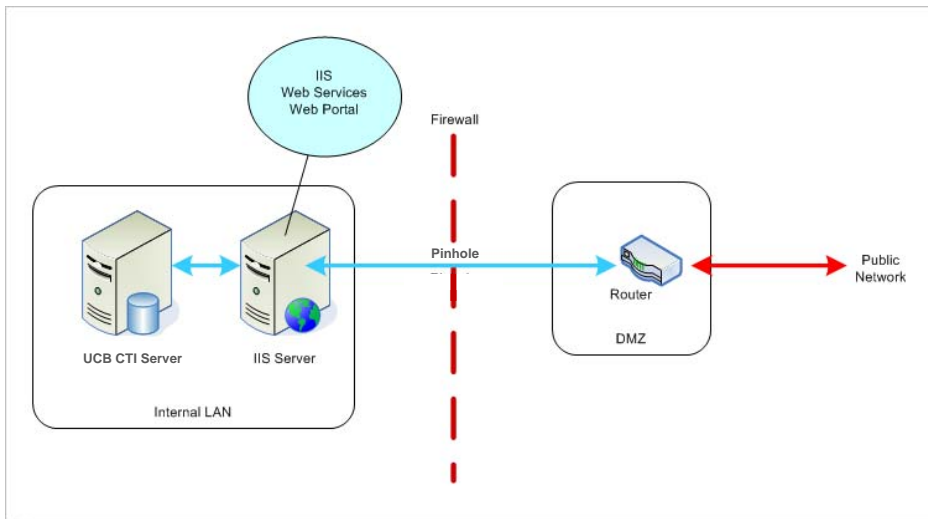 IIS
Web Services
Web Portal
Firewall
Pinhole
Public
Network
Router
UCB CTI Server
IIS Server
DMZ
Internal LAN